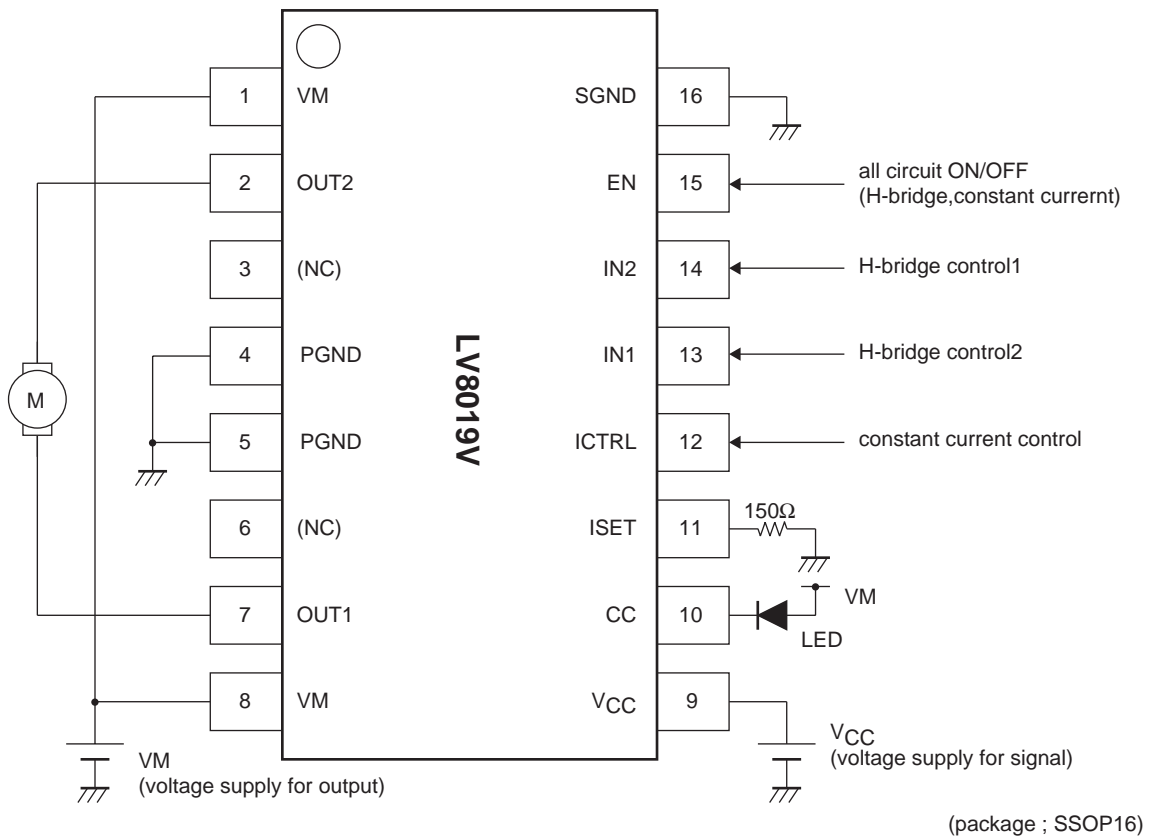 1 VM
2 OUT2
3 (NC)
4 PGND
5 PGND
6 (NC)
7 OUT1
8 VM
M
VM
(voltage supply for output)
LV8019V
SGND 16
EN 15
all circuit ON/OFF
(H-bridge,constant currernt)
IN2 14
H-bridge control1
IN1 13
H-bridge control2
ICTRL 12
constant current control
ISET 11
150Ω
CC 10
VM
LED
VCC 9
VCC
(voltage supply for signal)
(package ; SSOP16)